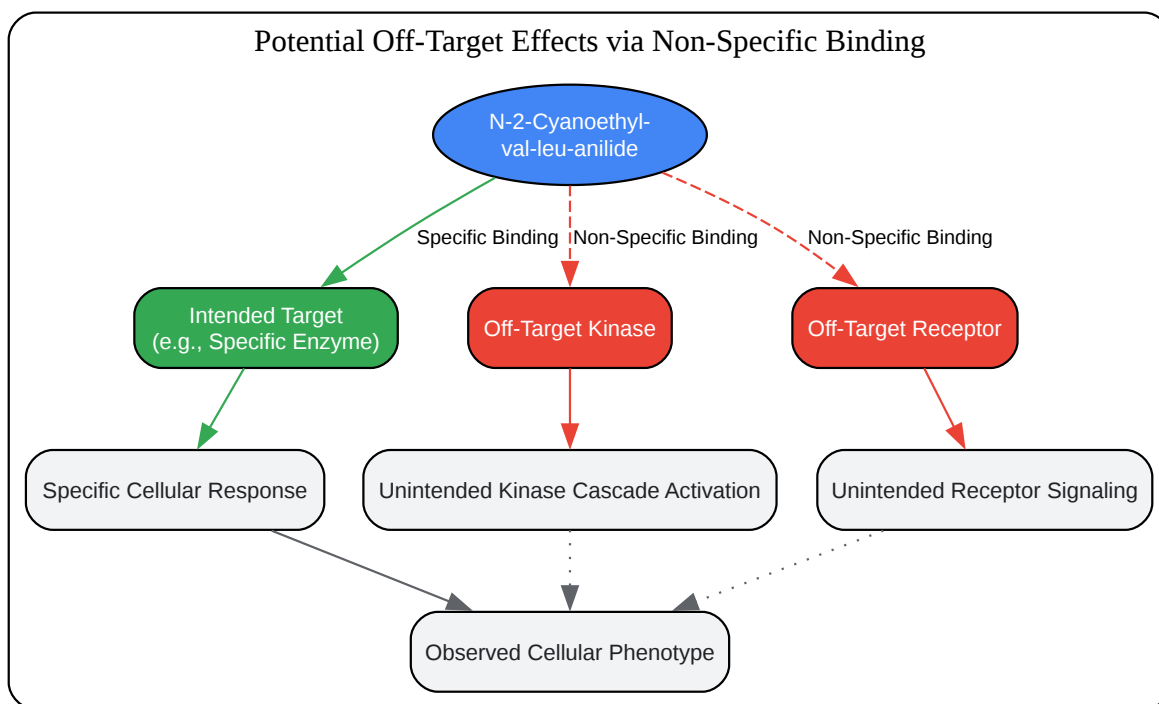 Potential Off-Target Effects via Non-Specific Binding
N-2-Cyanoethyl-
val-leu-anilide
Specific Binding
Non-Specific Binding
Non-Specific Binding
Intended Target
(e.g., Specific Enzyme)
Off-Target Kinase
Off-Target Receptor
Specific Cellular Response
Unintended Kinase Cascade Activation
Unintended Receptor Signaling
Observed Cellular Phenotype